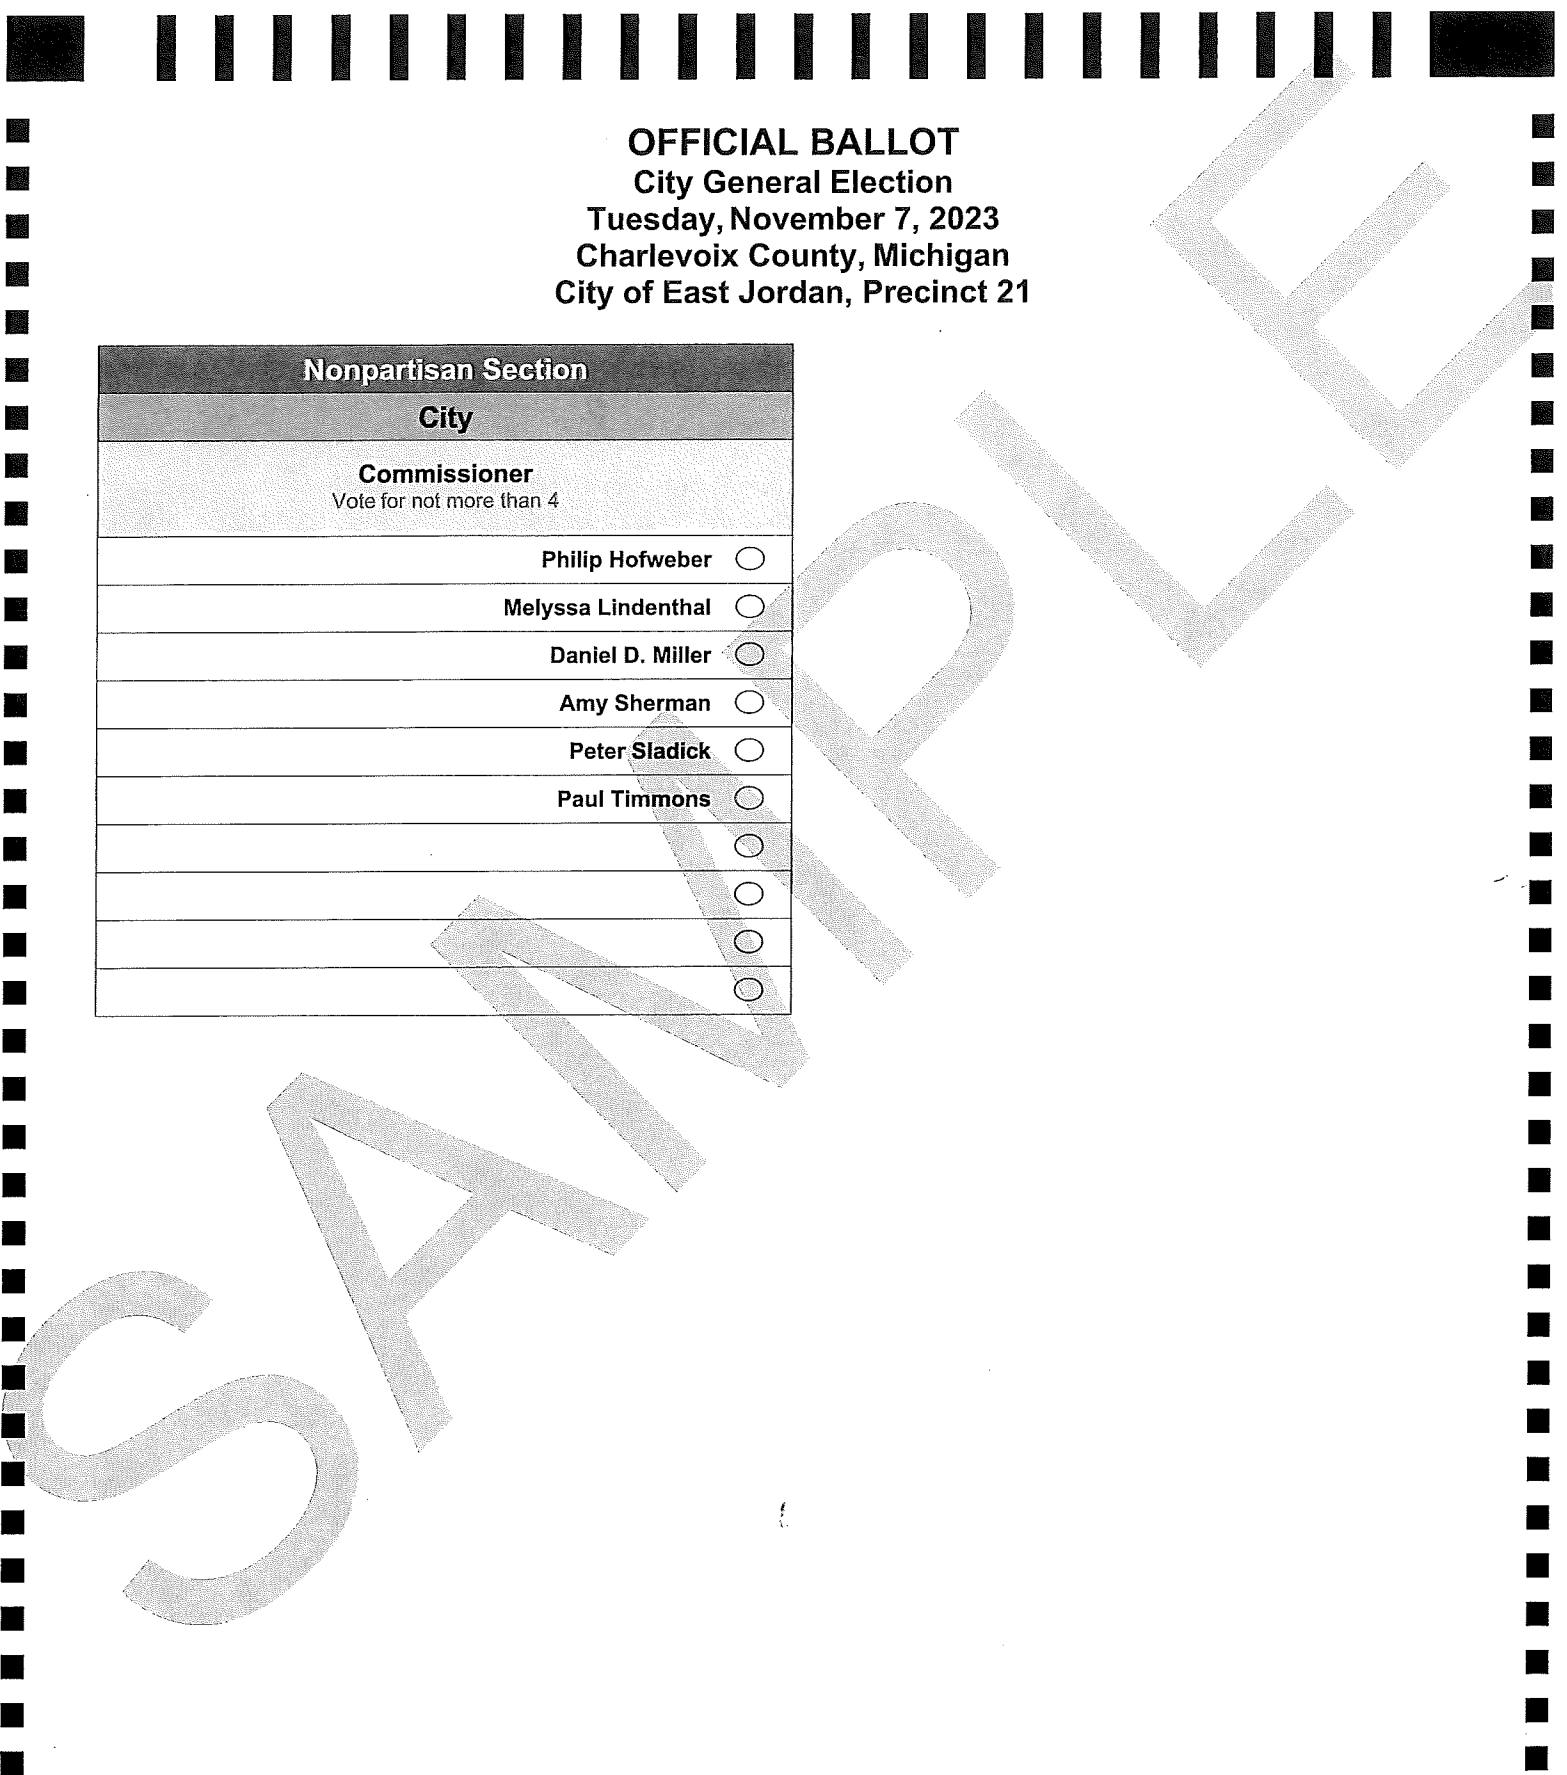 OFFICIAL BALLOT
City General Election
Tuesday, November 7, 2023
Charlevoix County, Michigan
City of East Jordan, Precinct 21
Nonpartisan Section
City
Commissioner
Vote for not more than 4
Philip Hofweber
Melyssa Lindenthal
Daniel D. Miller
Amy Sherman
Peter Sladick
Paul Timmons
SAMPLE